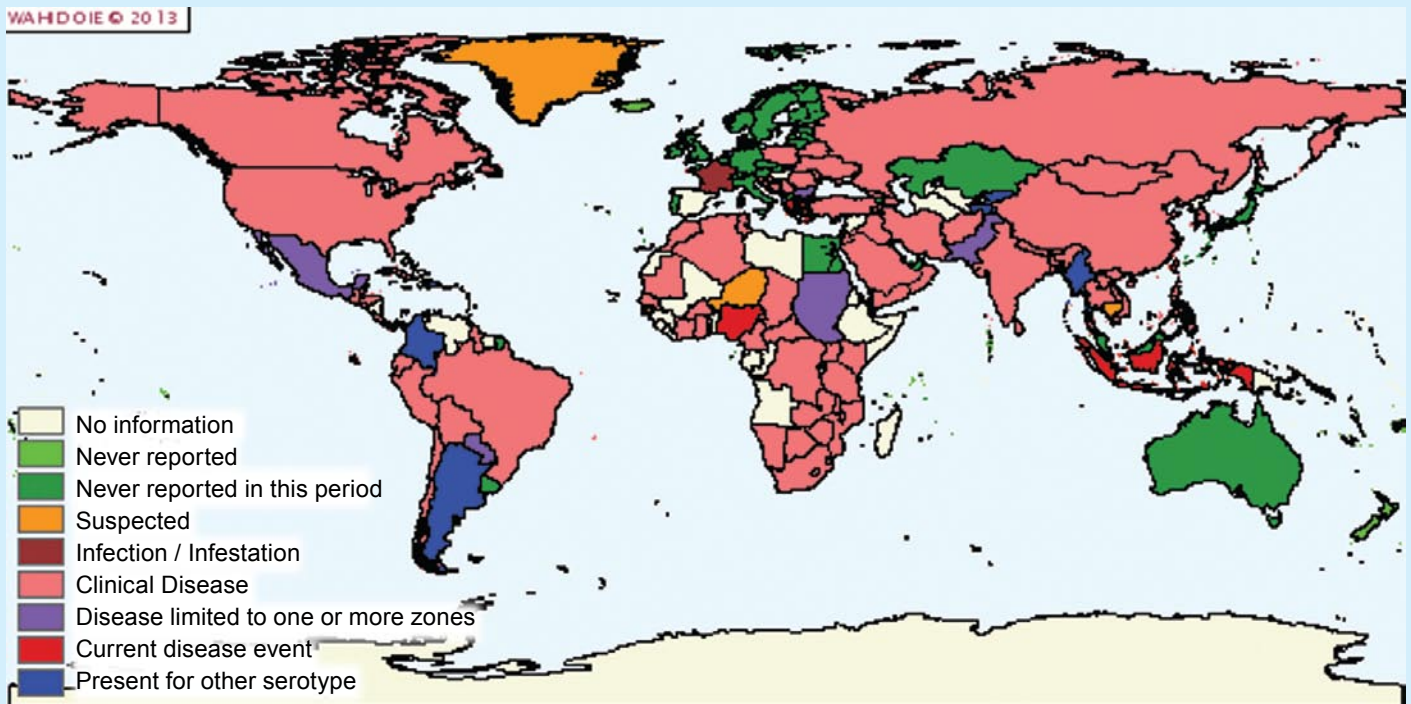 WAHIDOIE © 2013
No information
Never reported
Never reported in this period
Suspected
Infection / Infestation
Clinical Disease
Disease limited to one or more zones
Current disease event
Present for other serotype